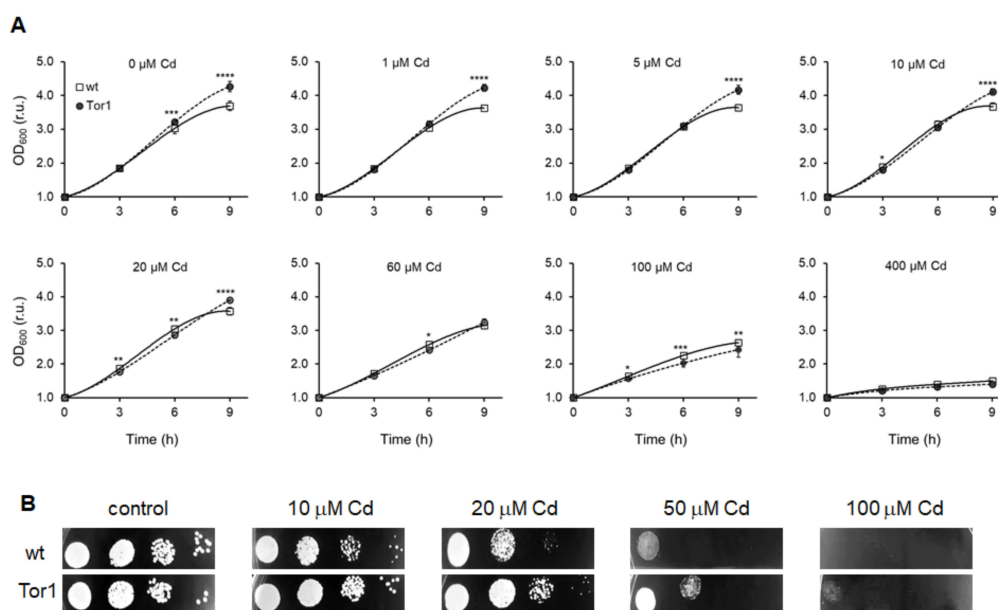 A
0 µM Cd
OD600 (r.u.)
5.0
4.0
3.0
2.0
1.0
wt
Tor1
***
****
0 3 6 9
1 µM Cd
5.0
4.0
3.0
2.0
1.0
****
0 3 6 9
5 µM Cd
5.0
4.0
3.0
2.0
1.0
****
0 3 6 9
10 µM Cd
5.0
4.0
3.0
2.0
1.0
*
****
0 3 6 9
20 µM Cd
OD600 (r.u.)
5.0
4.0
3.0
2.0
1.0
**
**
****
0 3 6 9
Time (h)
60 µM Cd
5.0
4.0
3.0
2.0
1.0
*
0 3 6 9
Time (h)
100 µM Cd
5.0
4.0
3.0
2.0
1.0
*
***
**
0 3 6 9
Time (h)
400 µM Cd
5.0
4.0
3.0
2.0
1.0
0 3 6 9
Time (h)
B
control 10 µM Cd 20 µM Cd 50 µM Cd 100 µM Cd
wt
Tor1